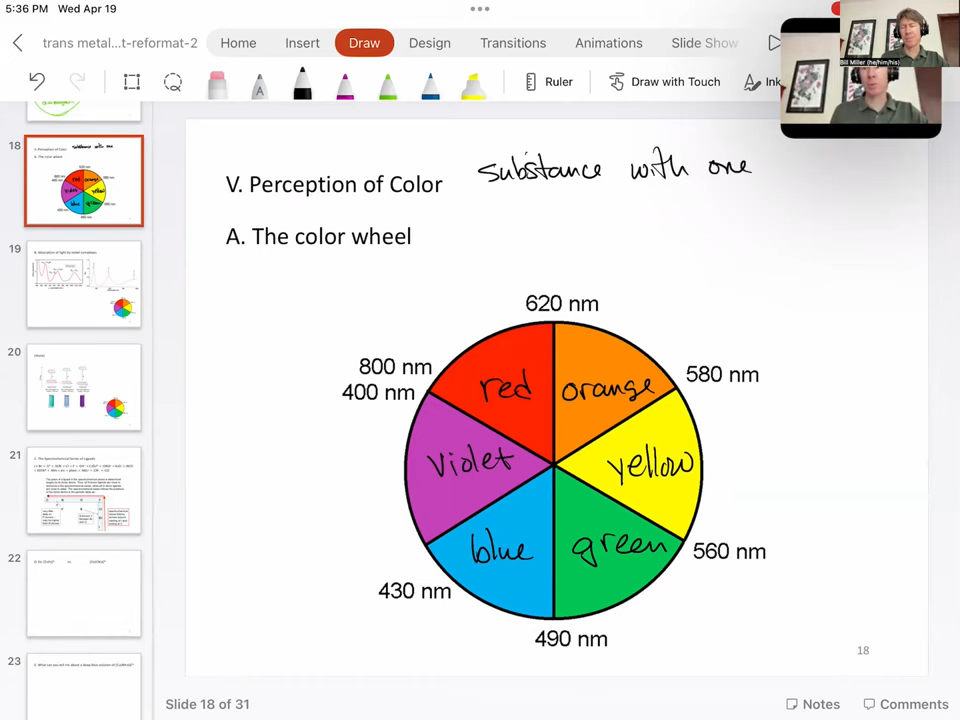 5:36 PM Wed Apr 19
trans metal...t-reformat-2
Home Insert Draw Design Transitions Animations Slide Show
Ruler Draw with Touch Ink
Bill Miller (he/him/his)
18
19
20
21
22
23
V. Perception of Color substance with one
A. The color wheel
620 nm
800 nm
400 nm
580 nm
red orange
violet yellow
blue green
560 nm
430 nm
490 nm
18
Slide 18 of 31 Notes Comments